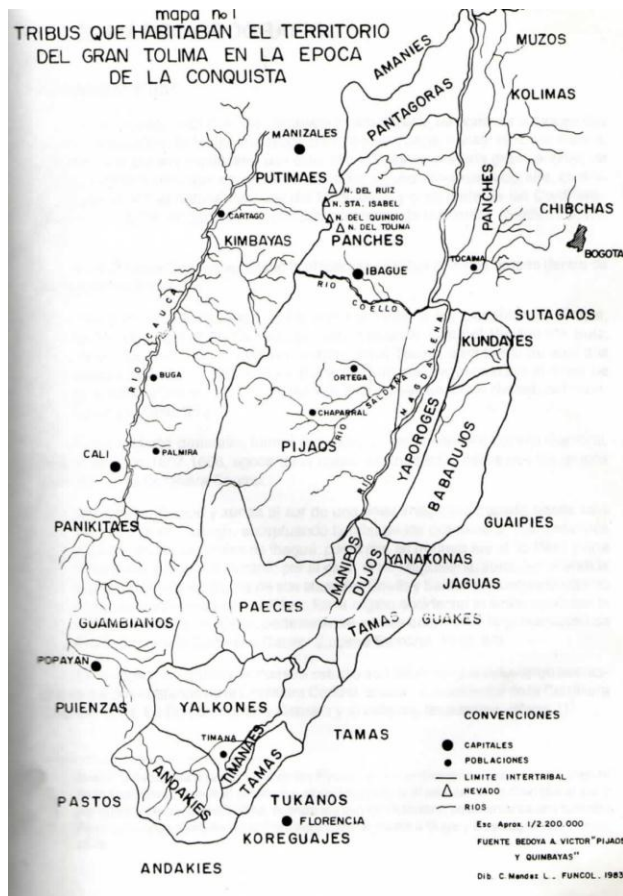 mapa no 1
TRIBUS QUE HABITABAN EL TERRITORIO
DEL GRAN TOLIMA EN LA EPOCA
DE LA CONQUISTA
AMANIES
MUZOS
PANTAGORAS
KOLIMAS
MANIZALES
PUTIMAES
N. DEL RUIZ
N. STA. ISABEL
N. DEL QUINDIO
N. DEL TOLIMA
PANCHES
CHIBCHAS
CARTAGO
KIMBAYAS
PANCHES
BOGOTA
TOCAIMA
IBAGUE
RIO COELLO
SUTAGAOS
RIO CAUCA
KUNDAYES
BUGA
ORTEGA
RIO SALDAÑA
RIO MAGDALENA
CHAPARRAL
PIJAOS
YAPOROGES
BABADUJOS
CALI
PALMIRA
PANIKITAES
GUAIPIES
MANIPOS
DUJOS
YANAKONAS
JAGUAS
PAECES
TAMAS
GUAKES
GUAMBIANOS
POPAYAN
PUIENZAS
YALKONES
TAMAS
TIMANA
TIMANAES
ANDAKIES
TAMAS
PASTOS
TUKANOS
FLORENCIA
KOREGUAJES
ANDAKIES
CONVENCIONES
CAPITALES
POBLACIONES
LIMITE INTERTRIBAL
NEVADO
RIOS
Esc. Aprox. 1/2.200.000
FUENTE BEDOYA A. VICTOR "PIJAOS
Y QUIMBAYAS"
Dib. C. Mendez L., FUNCOL, 1983